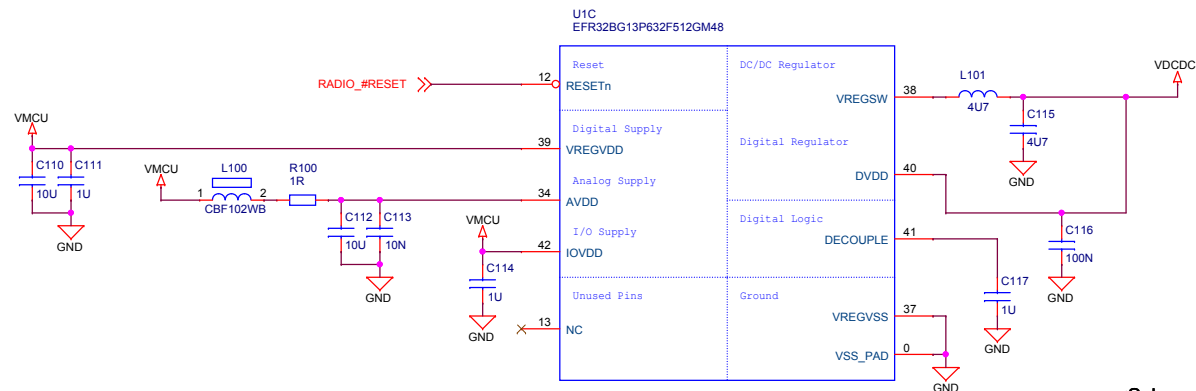 U1C
EFR32BG13P632F512GM48
Reset
DC/DC Regulator
RADIO_#RESET
12
RESETn
38
VREGSW
L101
4U7
VDCDC
C115
4U7
GND
VMCU
Digital Supply
39
VREGVDD
Digital Regulator
C110
10U
C111
1U
GND
VMCU
L100
1
2
CBF102WB
R100
1R
Analog Supply
34
AVDD
40
DVDD
C112
10U
C113
10N
GND
VMCU
I/O Supply
42
IOVDD
Digital Logic
41
DECOUPLE
C116
100N
GND
C114
1U
GND
C117
1U
GND
Unused Pins
13
NC
Ground
37
VREGVSS
0
VSS_PAD
GND